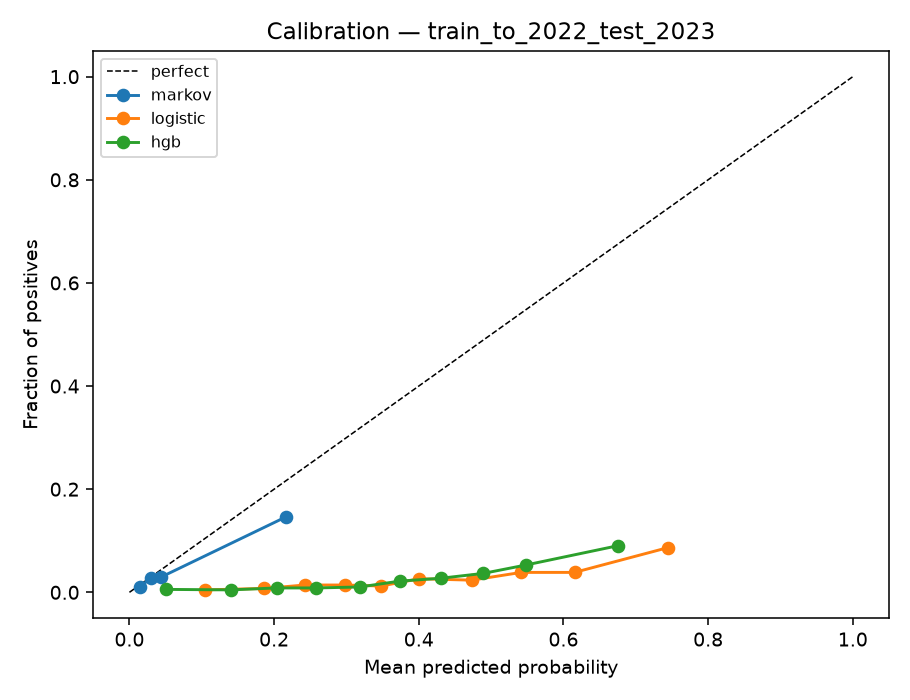 Calibration — train_to_2022_test_2023
perfect
markov
logistic
hgb
1.0
0.8
0.6
0.4
0.2
0.0
Fraction of positives
0.0 0.2 0.4 0.6 0.8 1.0
Mean predicted probability